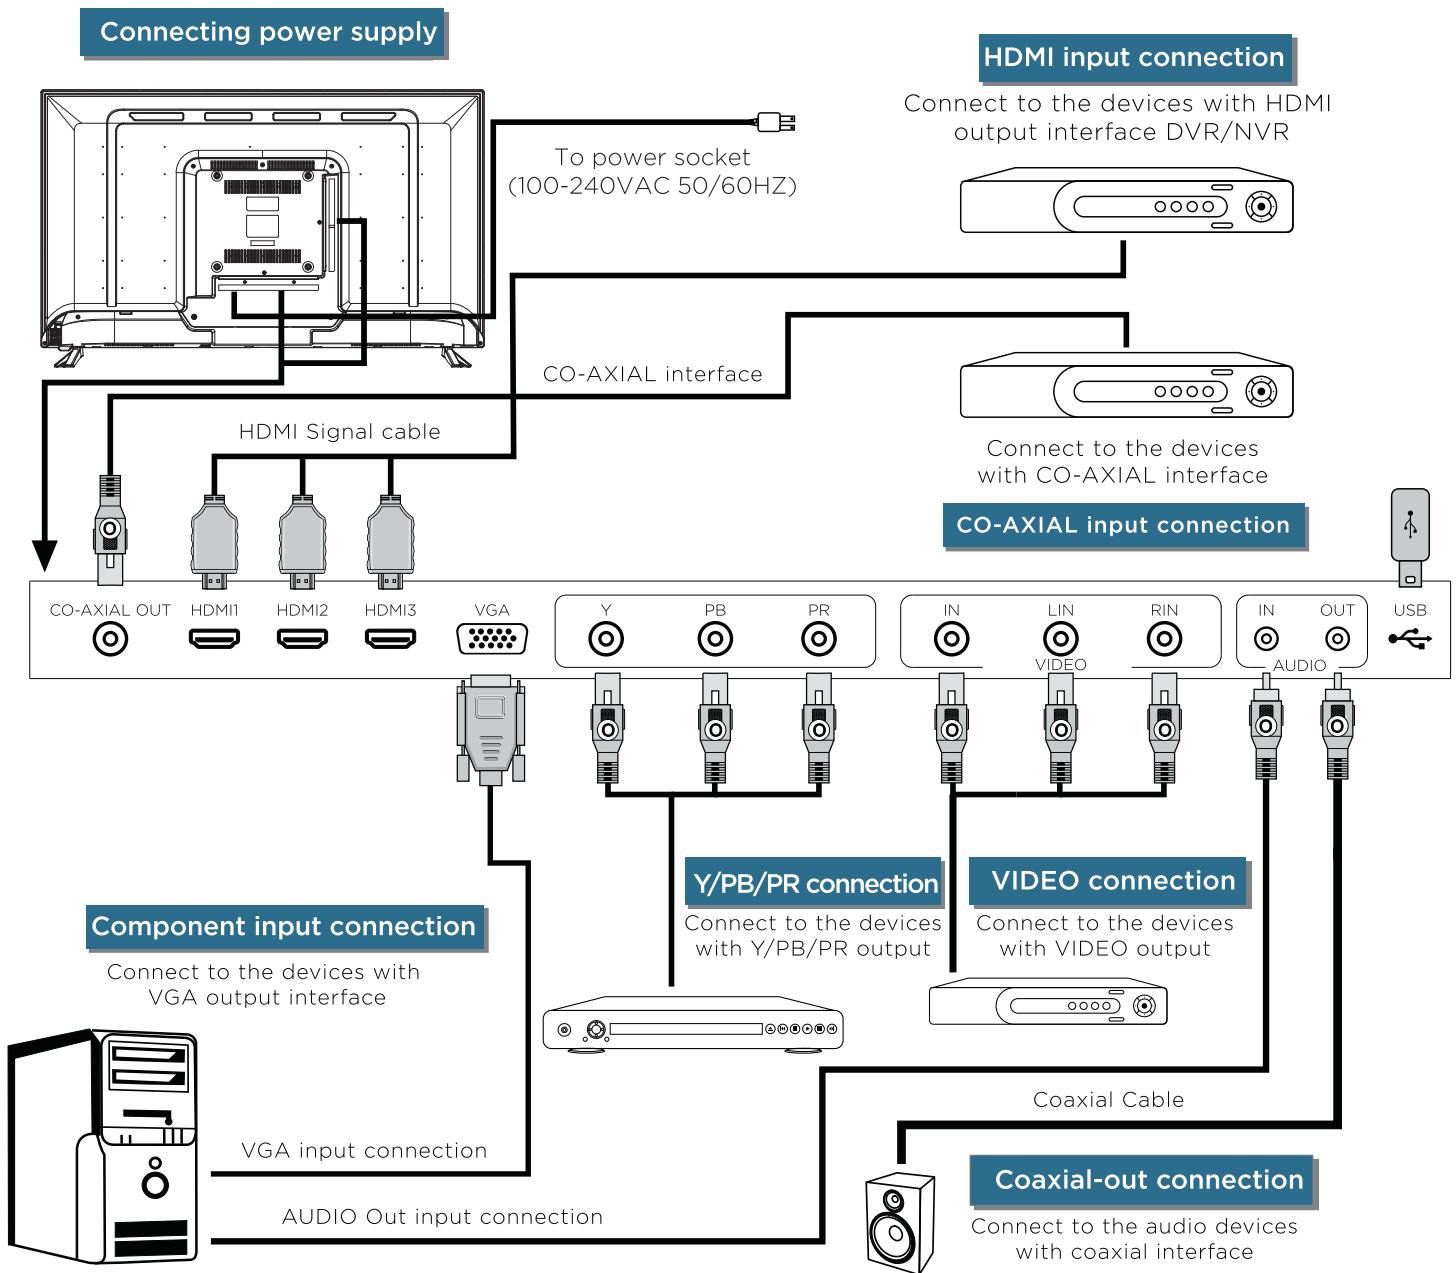 Connecting power supply
HDMI input connection
Connect to the devices with HDMI
output interface DVR/NVR
To power socket
(100-240VAC 50/60HZ)
CO-AXIAL interface
HDMI Signal cable
Connect to the devices
with CO-AXIAL interface
CO-AXIAL input connection
CO-AXIAL OUT HDMI1 HDMI2 HDMI3 VGA Y PB PR IN LIN RIN IN OUT USB
VIDEO AUDIO
Y/PB/PR connection
Connect to the devices
with Y/PB/PR output
VIDEO connection
Connect to the devices
with VIDEO output
Component input connection
Connect to the devices with
VGA output interface
Coaxial Cable
VGA input connection
Coaxial-out connection
AUDIO Out input connection
Connect to the audio devices
with coaxial interface